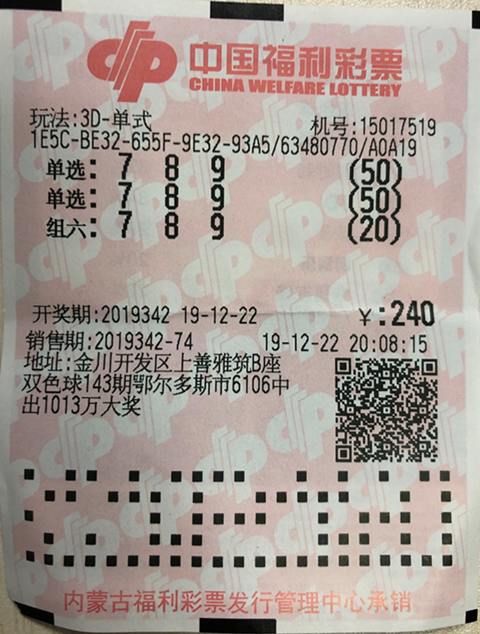 中国福利彩票
CHINA WELFARE LOTTERY
玩法:3D-单式 机号:15017519
1E5C-BE32-655F-9E32-93A5/63480770/A0A19
单选: 7 8 9 (50)
单选: 7 8 9 (50)
组六: 7 8 9 (20)
开奖期:2019342 19-12-22 ￥:240
销售期:2019342-74 19-12-22 20:08:15
地址:金川开发区上善雅筑B座
双色球143期鄂尔多斯市6106中
出1013万大奖
内蒙古福利彩票发行管理中心承销